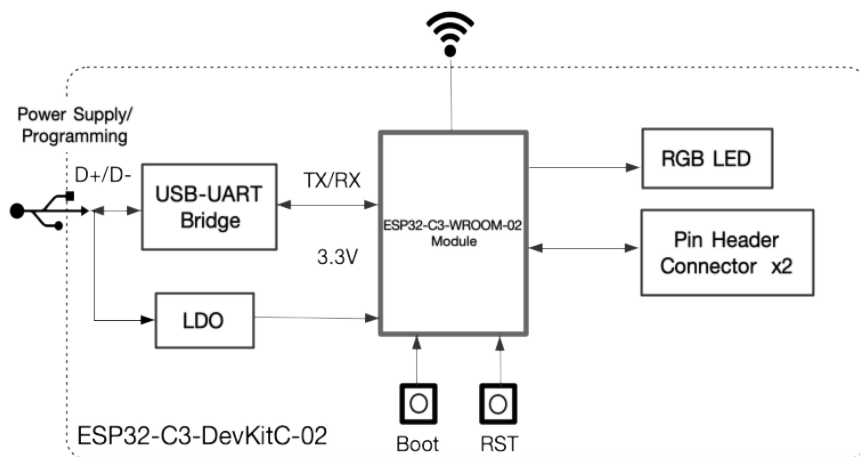 Power Supply/
Programming
D+/D-
USB-UART
Bridge
TX/RX
3.3V
LDO
ESP32-C3-WROOM-02
Module
RGB LED
Pin Header
Connector x2
Boot
RST
ESP32-C3-DevKitC-02